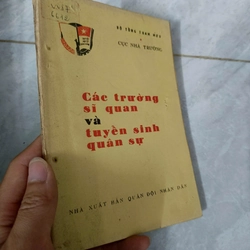 BỘ TỔNG THAM MƯU
CỤC NHÀ TRƯỜNG
Các trường
sĩ quan
và
tuyển sinh
quân sự
NHÀ XUẤT BẢN QUÂN ĐỘI NHÂN DÂN